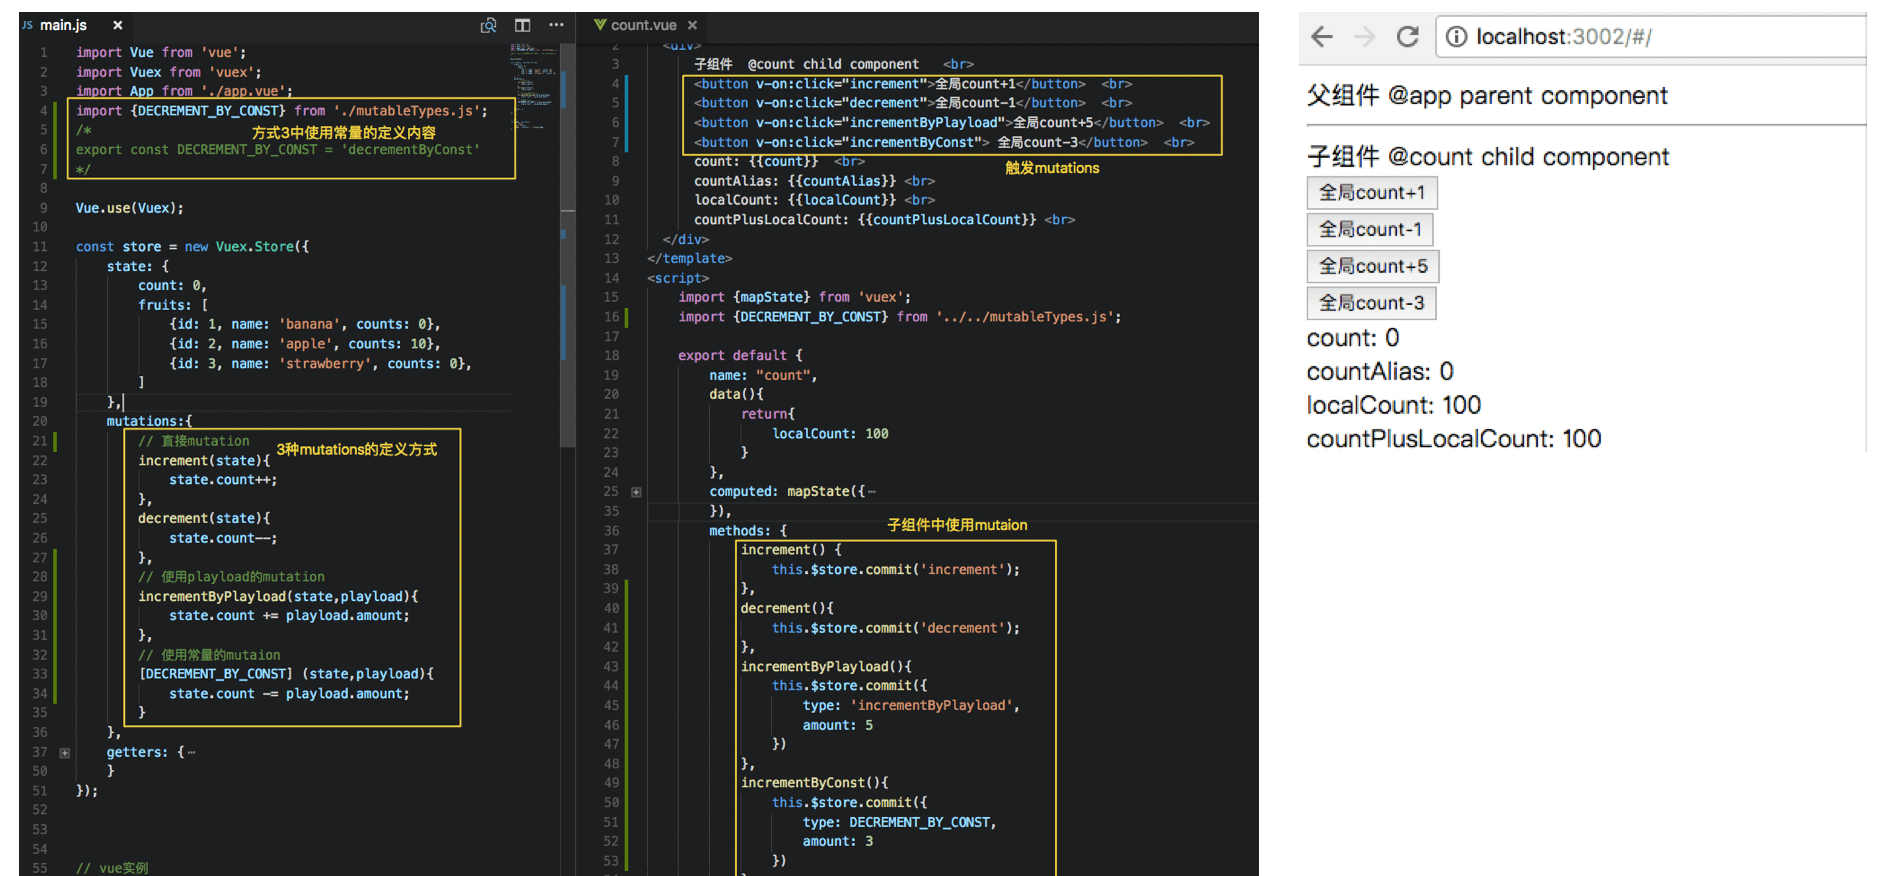 JS main.js ×
1 import Vue from 'vue';
2 import Vuex from 'vuex';
3 import App from './app.vue';
4 import {DECREMENT_BY_CONST} from './mutableTypes.js';
5 /* 方式3中使用常量的定义内容
6 export const DECREMENT_BY_CONST = 'decrementByConst'
7 */
8
9 Vue.use(Vuex);
10
11 const store = new Vuex.Store({
12 state: {
13 count: 0,
14 fruits: [
15 {id: 1, name: 'banana', counts: 0},
16 {id: 2, name: 'apple', counts: 10},
17 {id: 3, name: 'strawberry', counts: 0},
18 ]
19 },
20 mutations:{
21 // 直接mutation
3种mutations的定义方式
22 increment(state){
23 state.count++;
24 },
25 decrement(state){
26 state.count--;
27 },
28 // 使用playload的mutation
29 incrementByPlayload(state,playload){
30 state.count += playload.amount;
31 },
32 // 使用常量的mutaion
33 [DECREMENT_BY_CONST] (state,playload){
34 state.count -= playload.amount;
35 }
36 },
37 getters: {⋯
50 }
51 });
52
53
54
55 // vue实例
count.vue ×
2 <div>
3 子组件 @count child component <br>
4 <button v-on:click="increment">全局count+1</button> <br>
5 <button v-on:click="decrement">全局count-1</button> <br>
6 <button v-on:click="incrementByPlayload">全局count+5</button> <br>
7 <button v-on:click="incrementByConst"> 全局count-3</button> <br>
8 count: {{count}} <br>
触发mutations
9 countAlias: {{countAlias}} <br>
10 localCount: {{localCount}} <br>
11 countPlusLocalCount: {{countPlusLocalCount}} <br>
12 </div>
13 </template>
14 <script>
15 import {mapState} from 'vuex';
16 import {DECREMENT_BY_CONST} from '../../mutableTypes.js';
17
18 export default {
19 name: "count",
20 data(){
21 return{
22 localCount: 100
23 }
24 },
25 computed: mapState({⋯
35 }),
36 methods: {
子组件中使用mutaion
37 increment() {
38 this.$store.commit('increment');
39 },
40 decrement(){
41 this.$store.commit('decrement');
42 },
43 incrementByPlayload(){
44 this.$store.commit({
45 type: 'incrementByPlayload',
46 amount: 5
47 })
48 },
49 incrementByConst(){
50 this.$store.commit({
51 type: DECREMENT_BY_CONST,
52 amount: 3
53 })
localhost:3002/#/
父组件 @app parent component
子组件 @count child component
全局count+1
全局count-1
全局count+5
全局count-3
count: 0
countAlias: 0
localCount: 100
countPlusLocalCount: 100